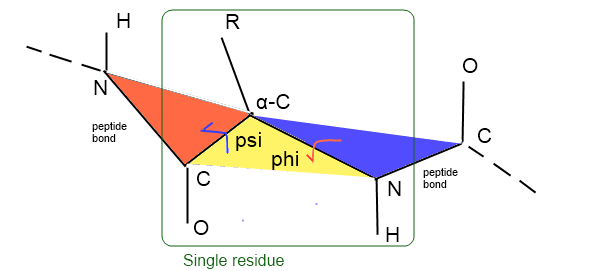 H
R
N
O
α-C
peptide
bond
psi
C
phi
peptide
bond
C
N
O
H
Single residue